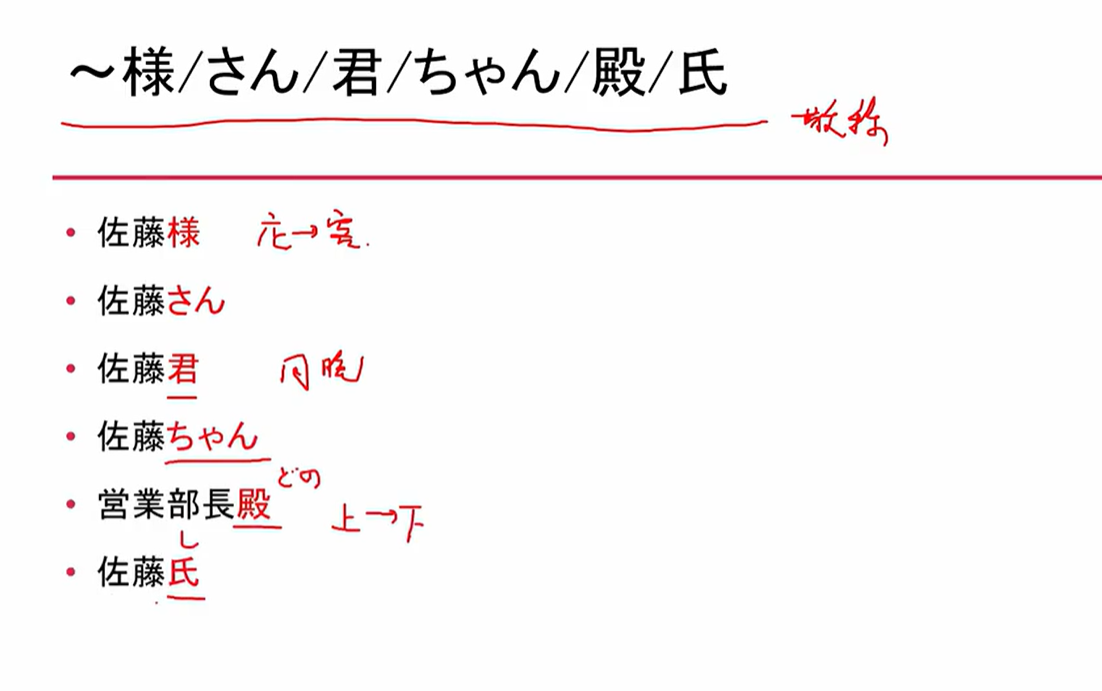 ~様/さん/君/ちゃん/殿/氏
敬称
佐藤様 →客.
佐藤さん
佐藤君 同晩
佐藤ちゃん
どの
営業部長殿 上→下
し
佐藤氏